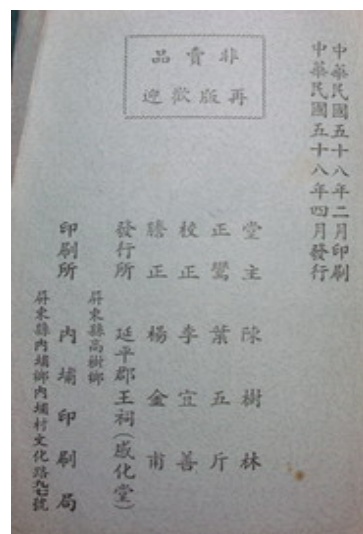 中華民國五十八年二月印刷
中華民國五十八年四月發行
非賣品
再版歡迎
堂主 陳樹林
正鸞 葉五斤
校正 李宜善
謄正 楊金甫
發行所 延平郡王祠(感化堂)
屏東縣高樹鄉
印刷所 內埔印刷局
屏東縣內埔鄉內埔村文化路九七號